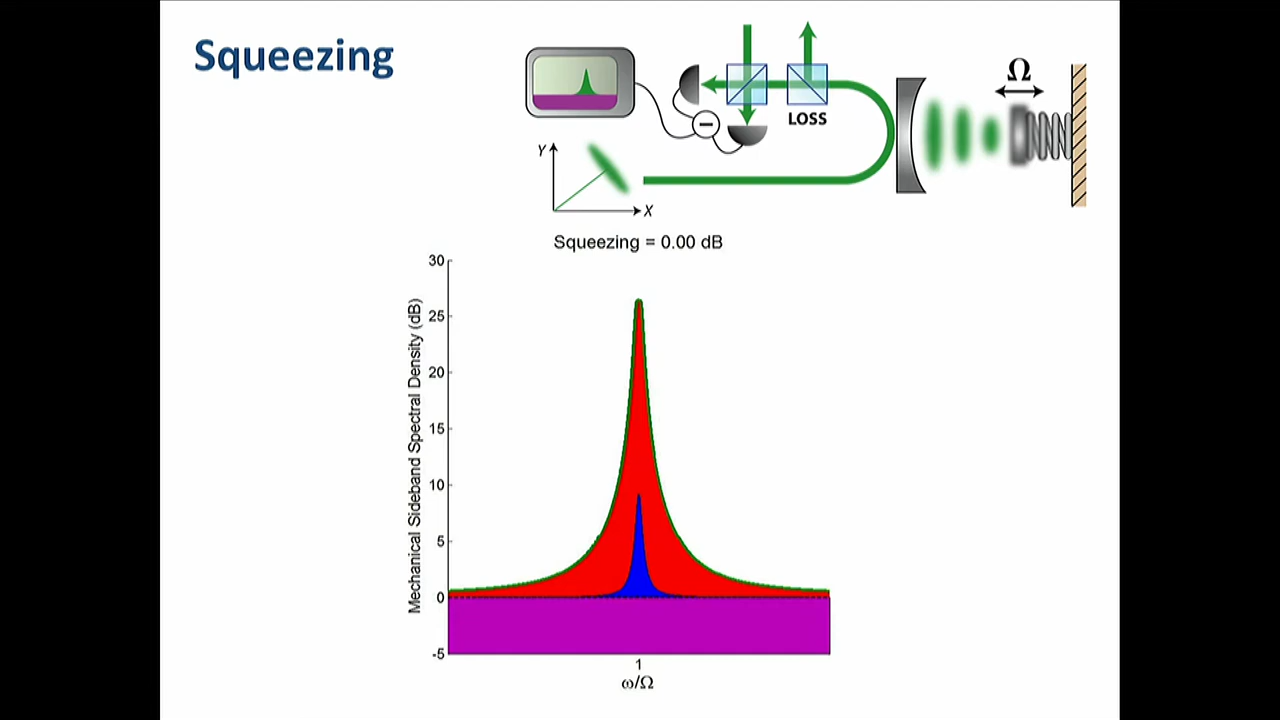 Squeezing
Ω
LOSS
−
Y
X
Squeezing = 0.00 dB
Mechanical Sideband Spectral Density (dB)
30
25
20
15
10
5
0
-5
1
ω/Ω